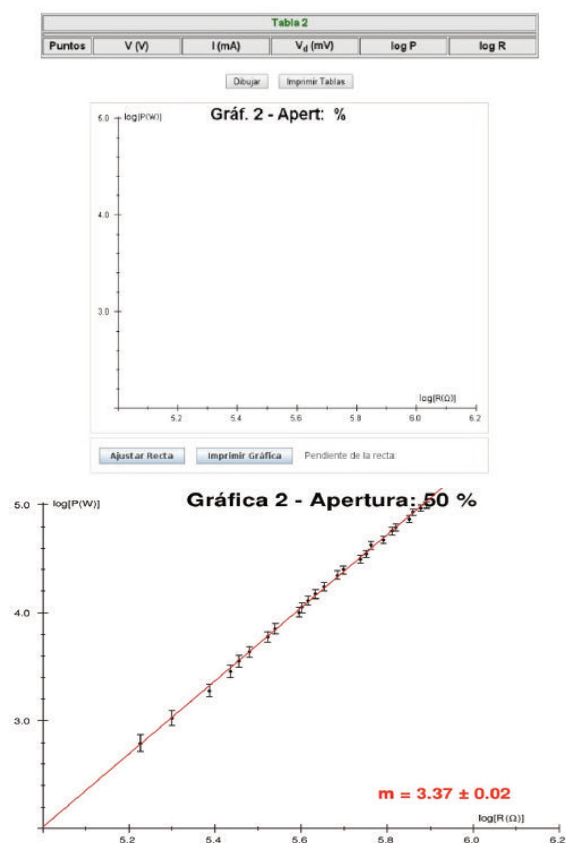 Tabla 2
Puntos V (V) I (mA) V_d (mV) log P log R
Dibujar Imprimir Tablas
Gráf. 2 - Apert: %
5.0 log[P(W)]
4.0
3.0
log[R(Ω)]
5.2 5.4 5.6 5.8 6.0 6.2
Ajustar Recta Imprimir Gráfica Pendiente de la recta:
Gráfica 2 - Apertura: 50 %
5.0 log[P(W)]
4.0
3.0
m = 3.37 ± 0.02
log[R(Ω)]
5.2 5.4 5.6 5.8 6.0 6.2